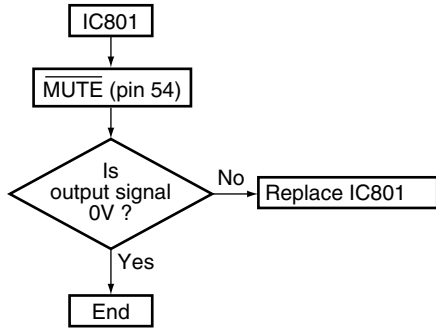 IC801
MUTE (pin 54)
Is
output signal
0V ?
No
Replace IC801
Yes
End